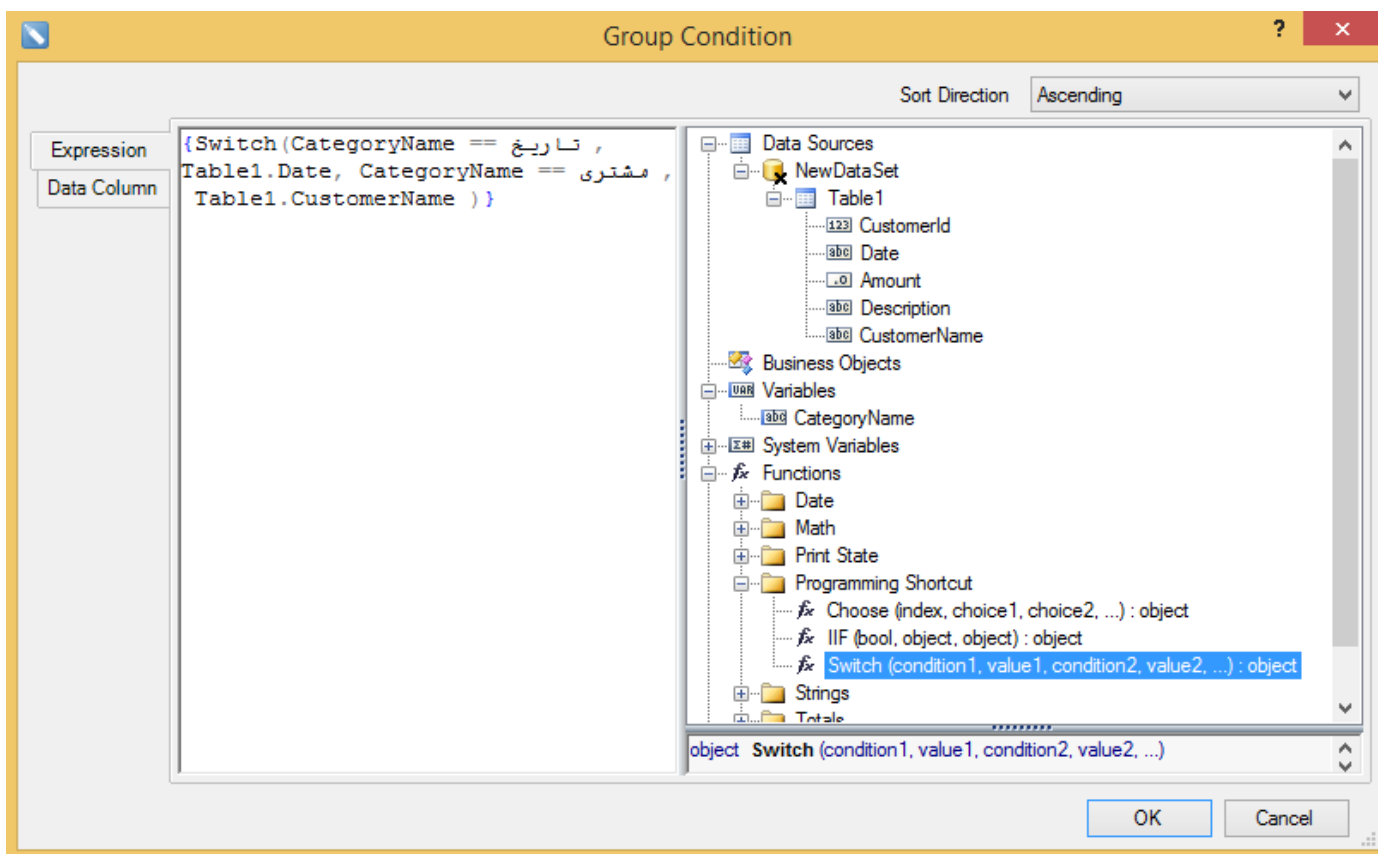 Group Condition
?
×
Sort Direction
Ascending
Expression
Data Column
{Switch(CategoryName == تاریخ ,
Table1.Date, CategoryName == مشتری ,
Table1.CustomerName )}
Data Sources
NewDataSet
Table1
123 CustomerId
abc Date
.0 Amount
abc Description
abc CustomerName
Business Objects
VAR Variables
abc CategoryName
Σ# System Variables
fx Functions
Date
Math
Print State
Programming Shortcut
fx Choose (index, choice1, choice2, ...) : object
fx IIF (bool, object, object) : object
fx Switch (condition1, value1, condition2, value2, ...) : object
Strings
Totals
object Switch (condition1, value1, condition2, value2, ...)
OK
Cancel